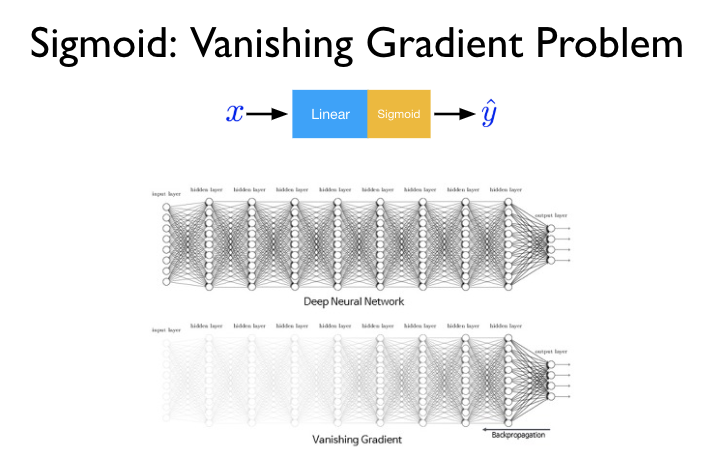 Sigmoid: Vanishing Gradient Problem
x Linear Sigmoid ŷ
input layer hidden layer hidden layer hidden layer hidden layer hidden layer hidden layer hidden layer hidden layer output layer
Deep Neural Network
input layer hidden layer hidden layer hidden layer hidden layer hidden layer hidden layer hidden layer hidden layer output layer
Backpropagation
Vanishing Gradient